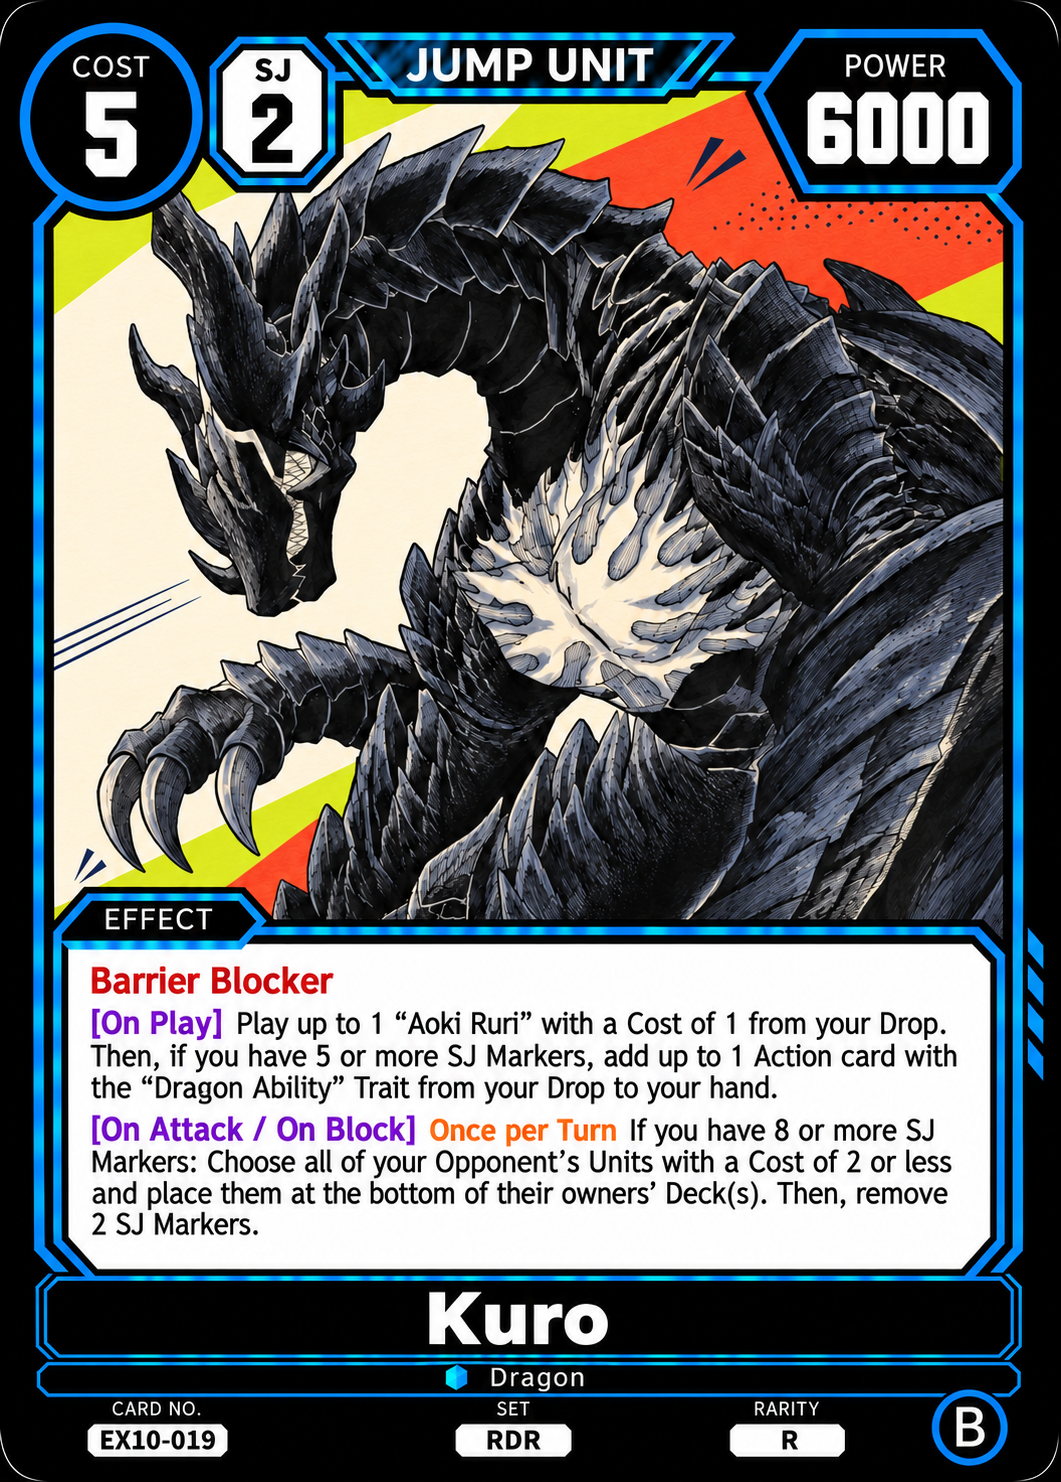 COST
5
SJ
2
JUMP UNIT
POWER
6000
EFFECT
Barrier Blocker
[On Play] Play up to 1 “Aoki Ruri” with a Cost of 1 from your Drop.
Then, if you have 5 or more SJ Markers, add up to 1 Action card with
the “Dragon Ability” Trait from your Drop to your hand.
[On Attack / On Block] Once per Turn If you have 8 or more SJ
Markers: Choose all of your Opponent’s Units with a Cost of 2 or less
and place them at the bottom of their owners’ Deck(s). Then, remove
2 SJ Markers.
Kuro
Dragon
CARD NO.
EX10-019
SET
RDR
RARITY
R
B